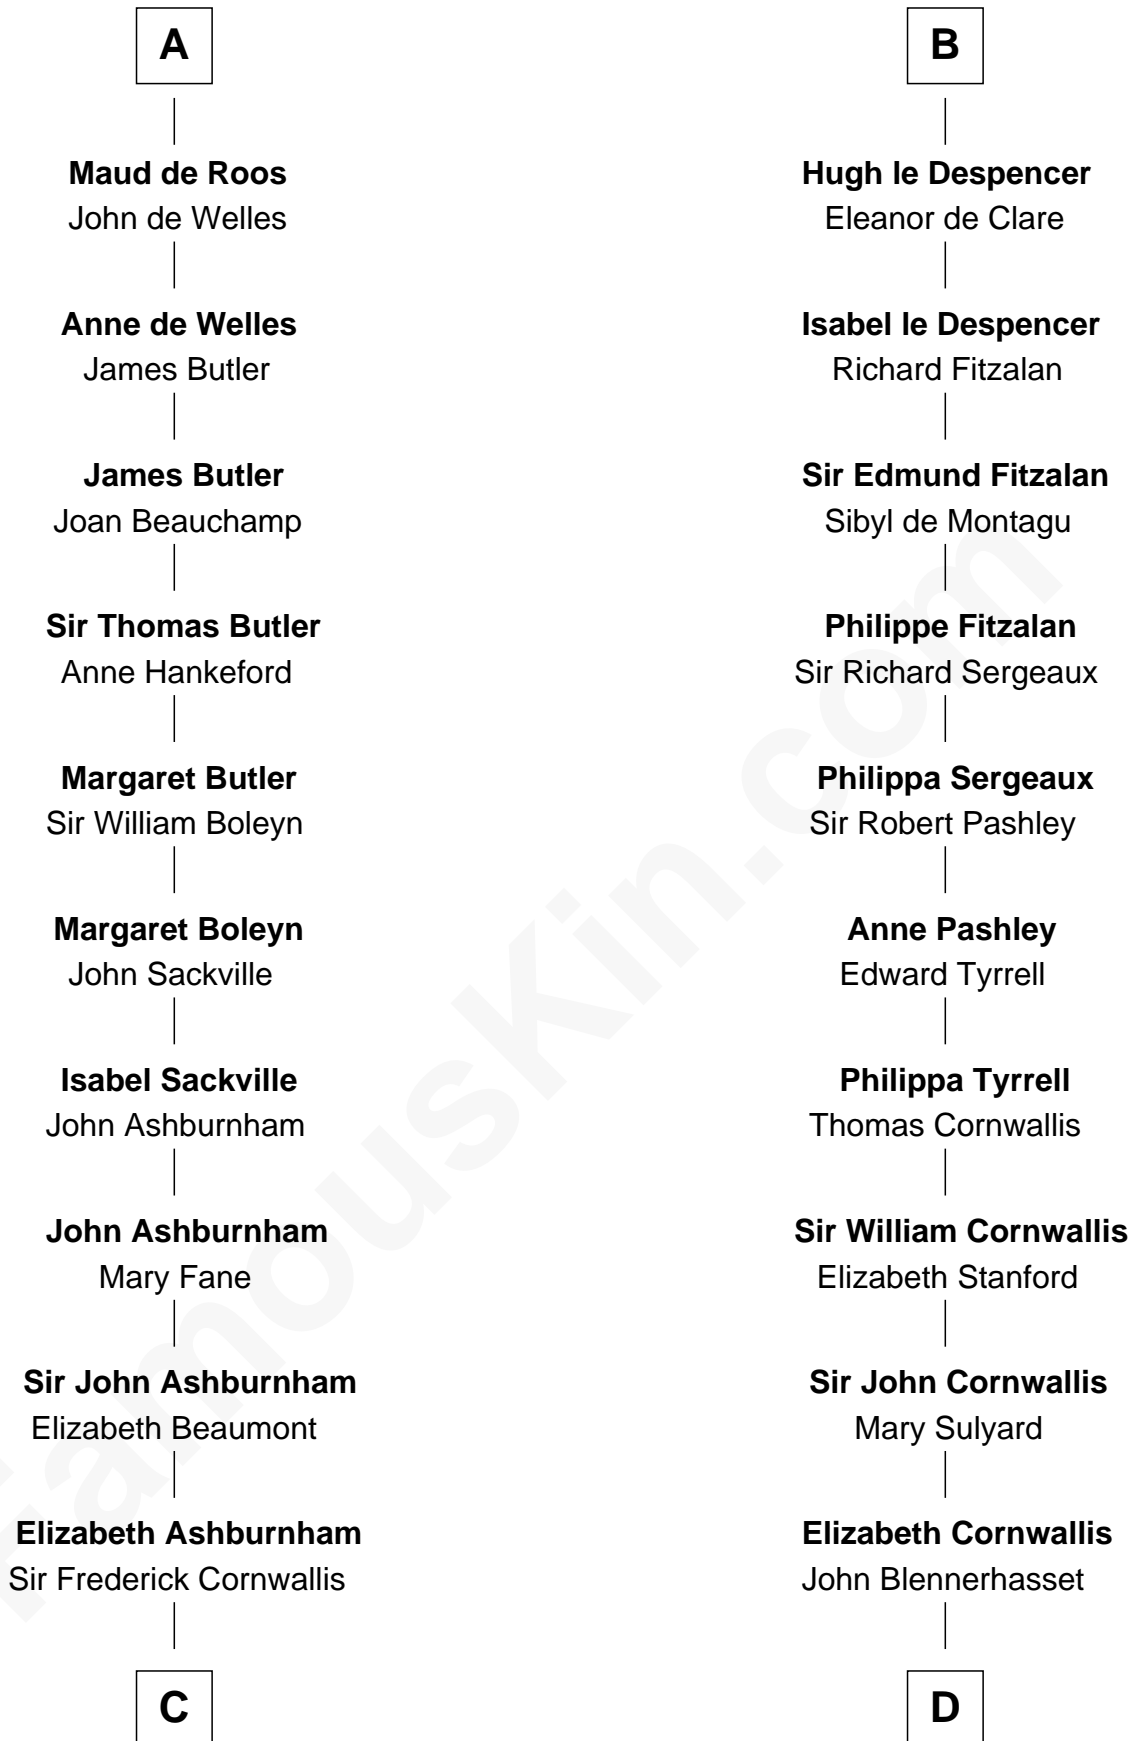 A
Maud de Roos
John de Welles
Anne de Welles
James Butler
James Butler
Joan Beauchamp
Sir Thomas Butler
Anne Hankeford
Margaret Butler
Sir William Boleyn
Margaret Boleyn
John Sackville
Isabel Sackville
John Ashburnham
John Ashburnham
Mary Fane
Sir John Ashburnham
Elizabeth Beaumont
Elizabeth Ashburnham
Sir Frederick Cornwallis
C
B
Hugh le Despencer
Eleanor de Clare
Isabel le Despencer
Richard Fitzalan
Sir Edmund Fitzalan
Sibyl de Montagu
Philippe Fitzalan
Sir Richard Sergeaux
Philippa Sergeaux
Sir Robert Pashley
Anne Pashley
Edward Tyrrell
Philippa Tyrrell
Thomas Cornwallis
Sir William Cornwallis
Elizabeth Stanford
Sir John Cornwallis
Mary Sulyard
Elizabeth Cornwallis
John Blennerhasset
D
FamousKin.com